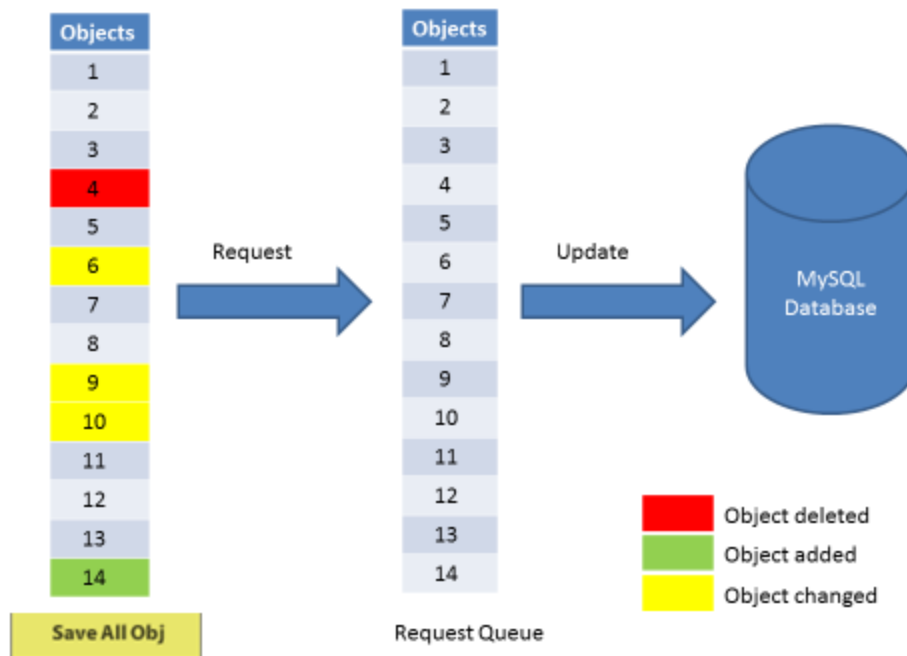 Objects
1
2
3
4
5
6
7
8
9
10
11
12
13
14
Save All Obj
Request
Objects
1
2
3
4
5
6
7
8
9
10
11
12
13
14
Request Queue
Update
MySQL
Database
Object deleted
Object added
Object changed